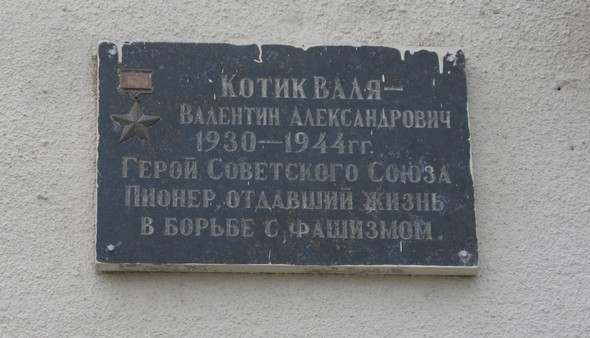 Котик Валя—
Валентин Александрович
1930—1944гг.
Герой Советского Союза
Пионер, отдавший жизнь
в борьбе с фашизмом.